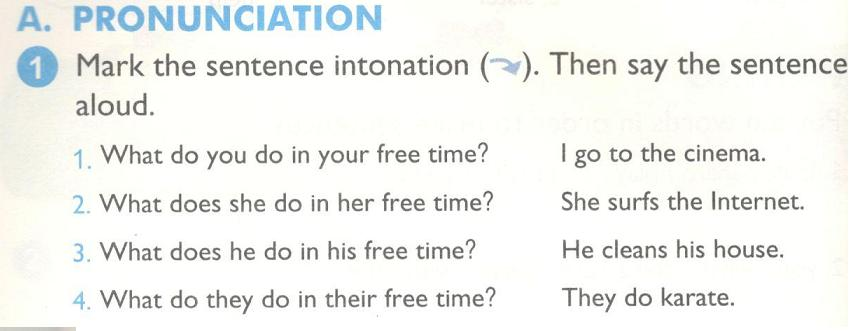 A. PRONUNCIATION
1 Mark the sentence intonation (↷). Then say the sentence
aloud.
1. What do you do in your free time? I go to the cinema.
2. What does she do in her free time? She surfs the Internet.
3. What does he do in his free time? He cleans his house.
4. What do they do in their free time? They do karate.